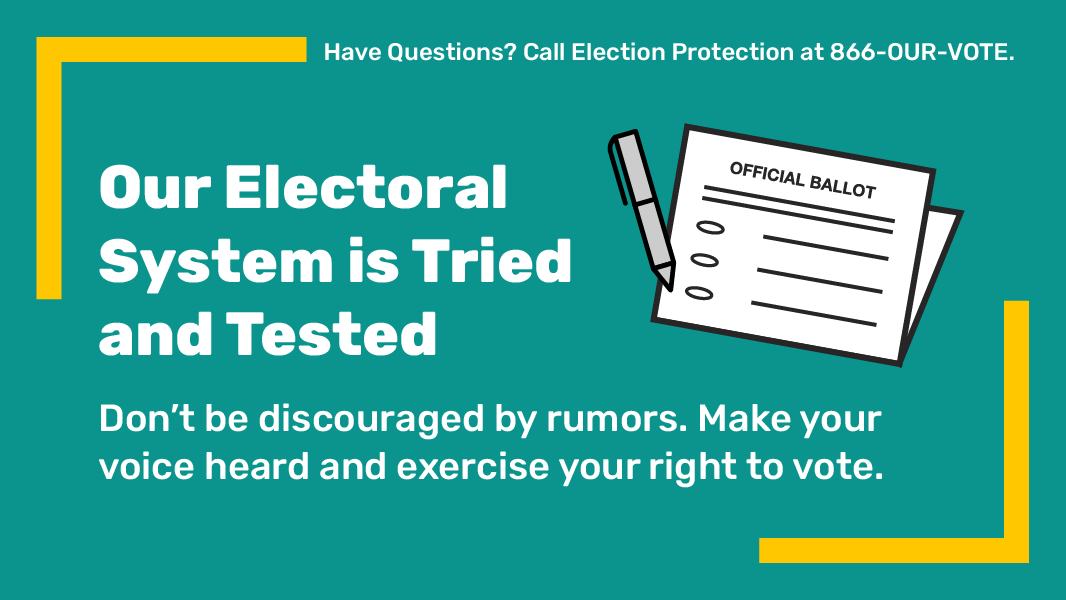 Have Questions? Call Election Protection at 866-OUR-VOTE.
OFFICIAL BALLOT
Our Electoral
System is Tried
and Tested
Don’t be discouraged by rumors. Make your
voice heard and exercise your right to vote.